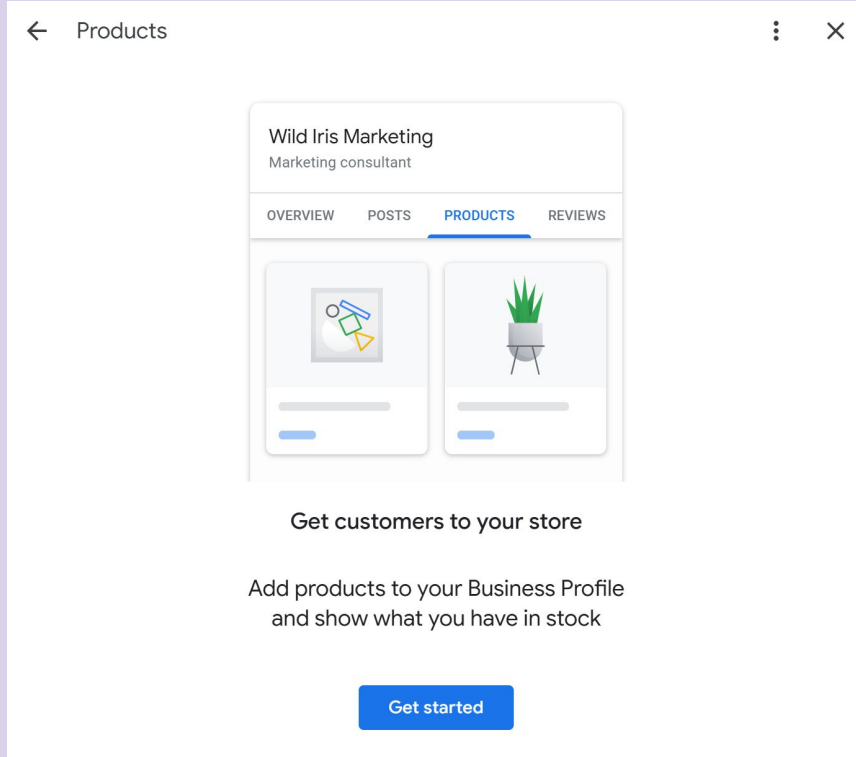 Products
Wild Iris Marketing
Marketing consultant
OVERVIEW POSTS PRODUCTS REVIEWS
Get customers to your store
Add products to your Business Profile
and show what you have in stock
Get started